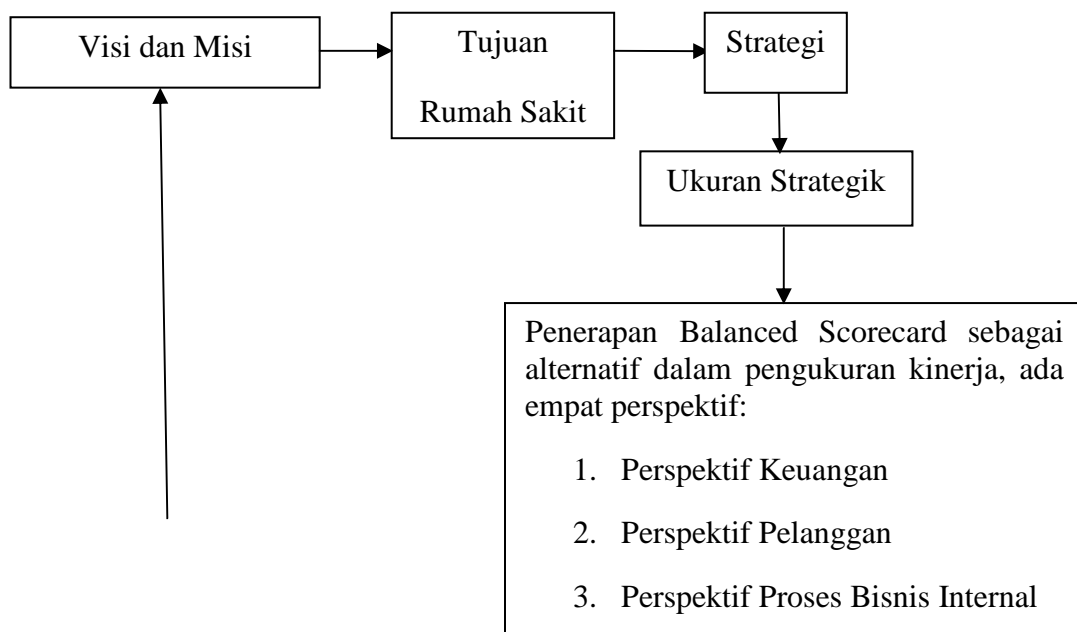 Visi dan Misi
Tujuan
Rumah Sakit
Strategi
Ukuran Strategik
Penerapan Balanced Scorecard sebagai
alternatif dalam pengukuran kinerja, ada
empat perspektif:
1. Perspektif Keuangan
2. Perspektif Pelanggan
3. Perspektif Proses Bisnis Internal